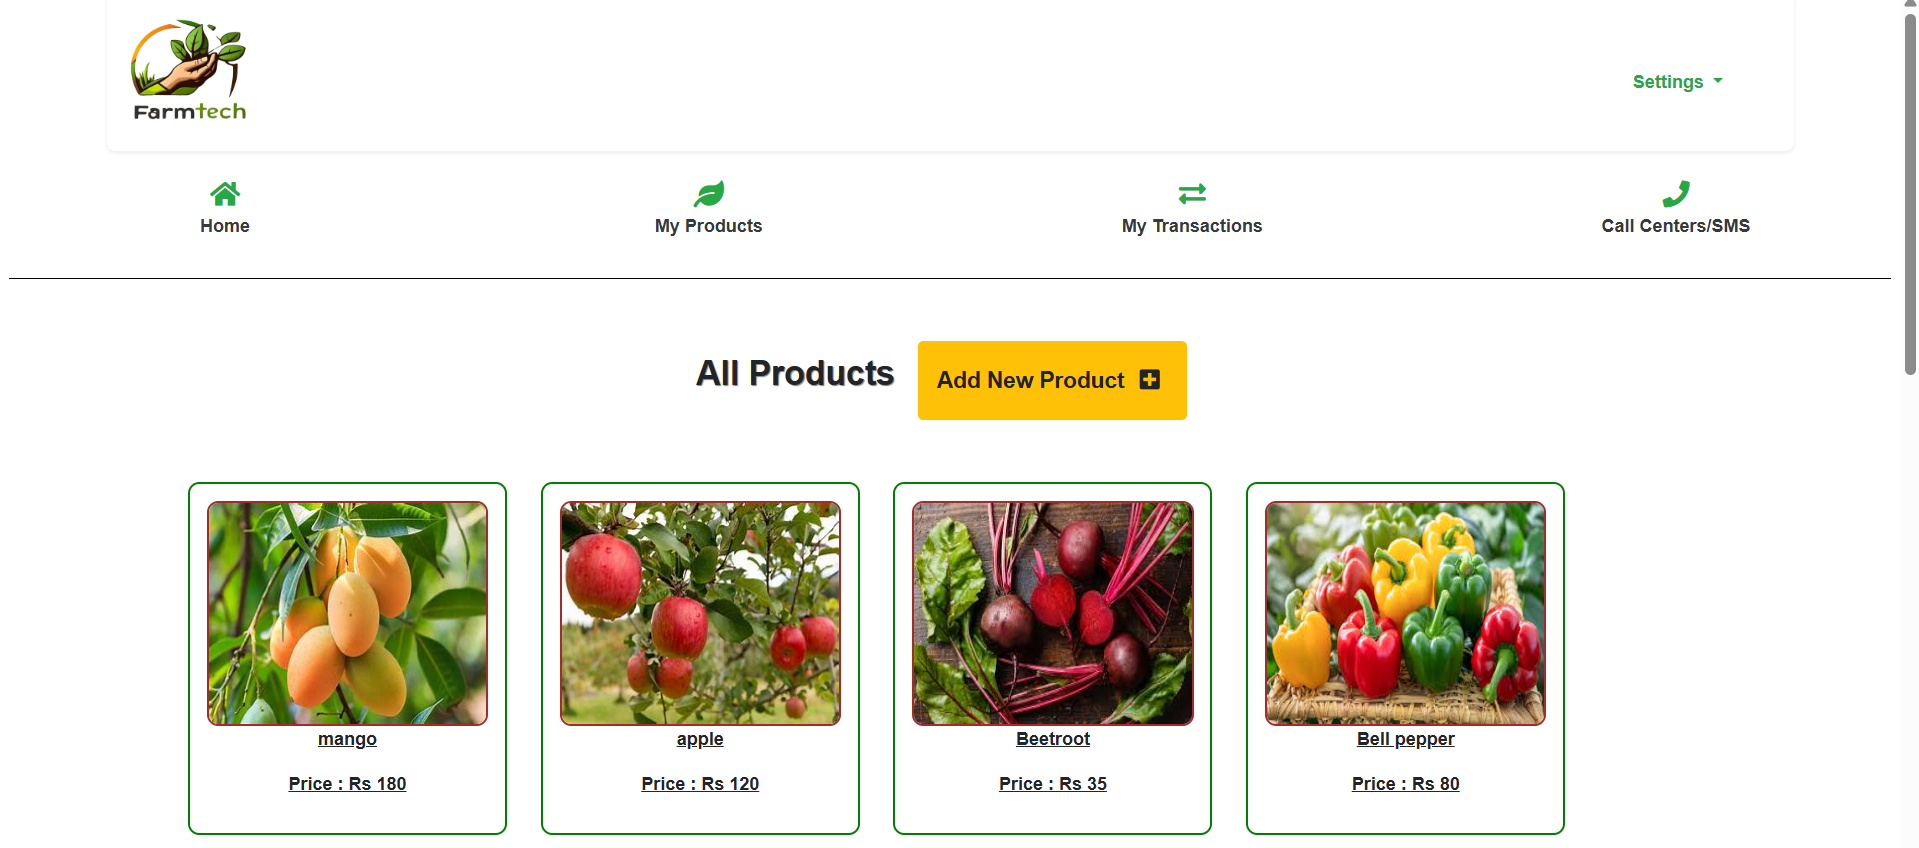 Farmtech
Settings
Home
My Products
My Transactions
Call Centers/SMS
All Products
Add New Product
mango
Price : Rs 180
apple
Price : Rs 120
Beetroot
Price : Rs 35
Bell pepper
Price : Rs 80